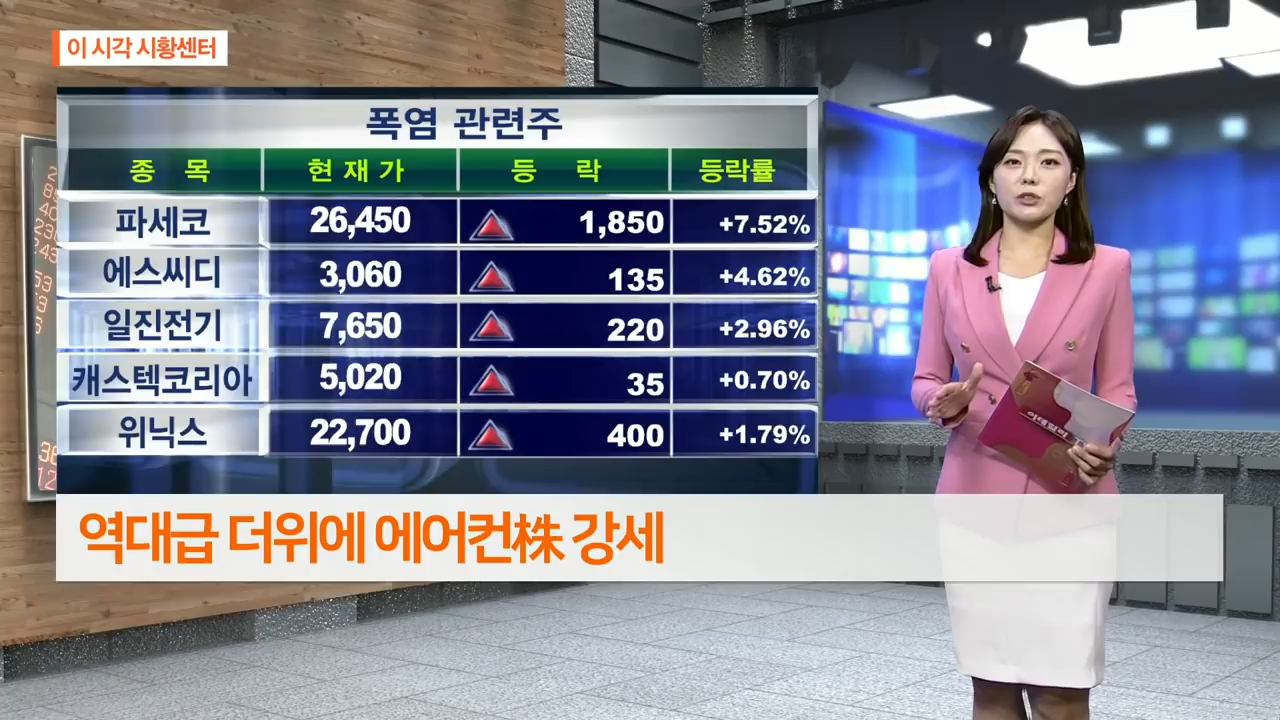 이 시각 시황센터
폭염 관련주
종 목 현 재 가 등 락 등락률
파세코 26,450 ▲ 1,850 +7.52%
에스씨디 3,060 ▲ 135 +4.62%
일진전기 7,650 ▲ 220 +2.96%
캐스텍코리아 5,020 ▲ 35 +0.70%
위닉스 22,700 ▲ 400 +1.79%
역대급 더위에 에어컨株 강세